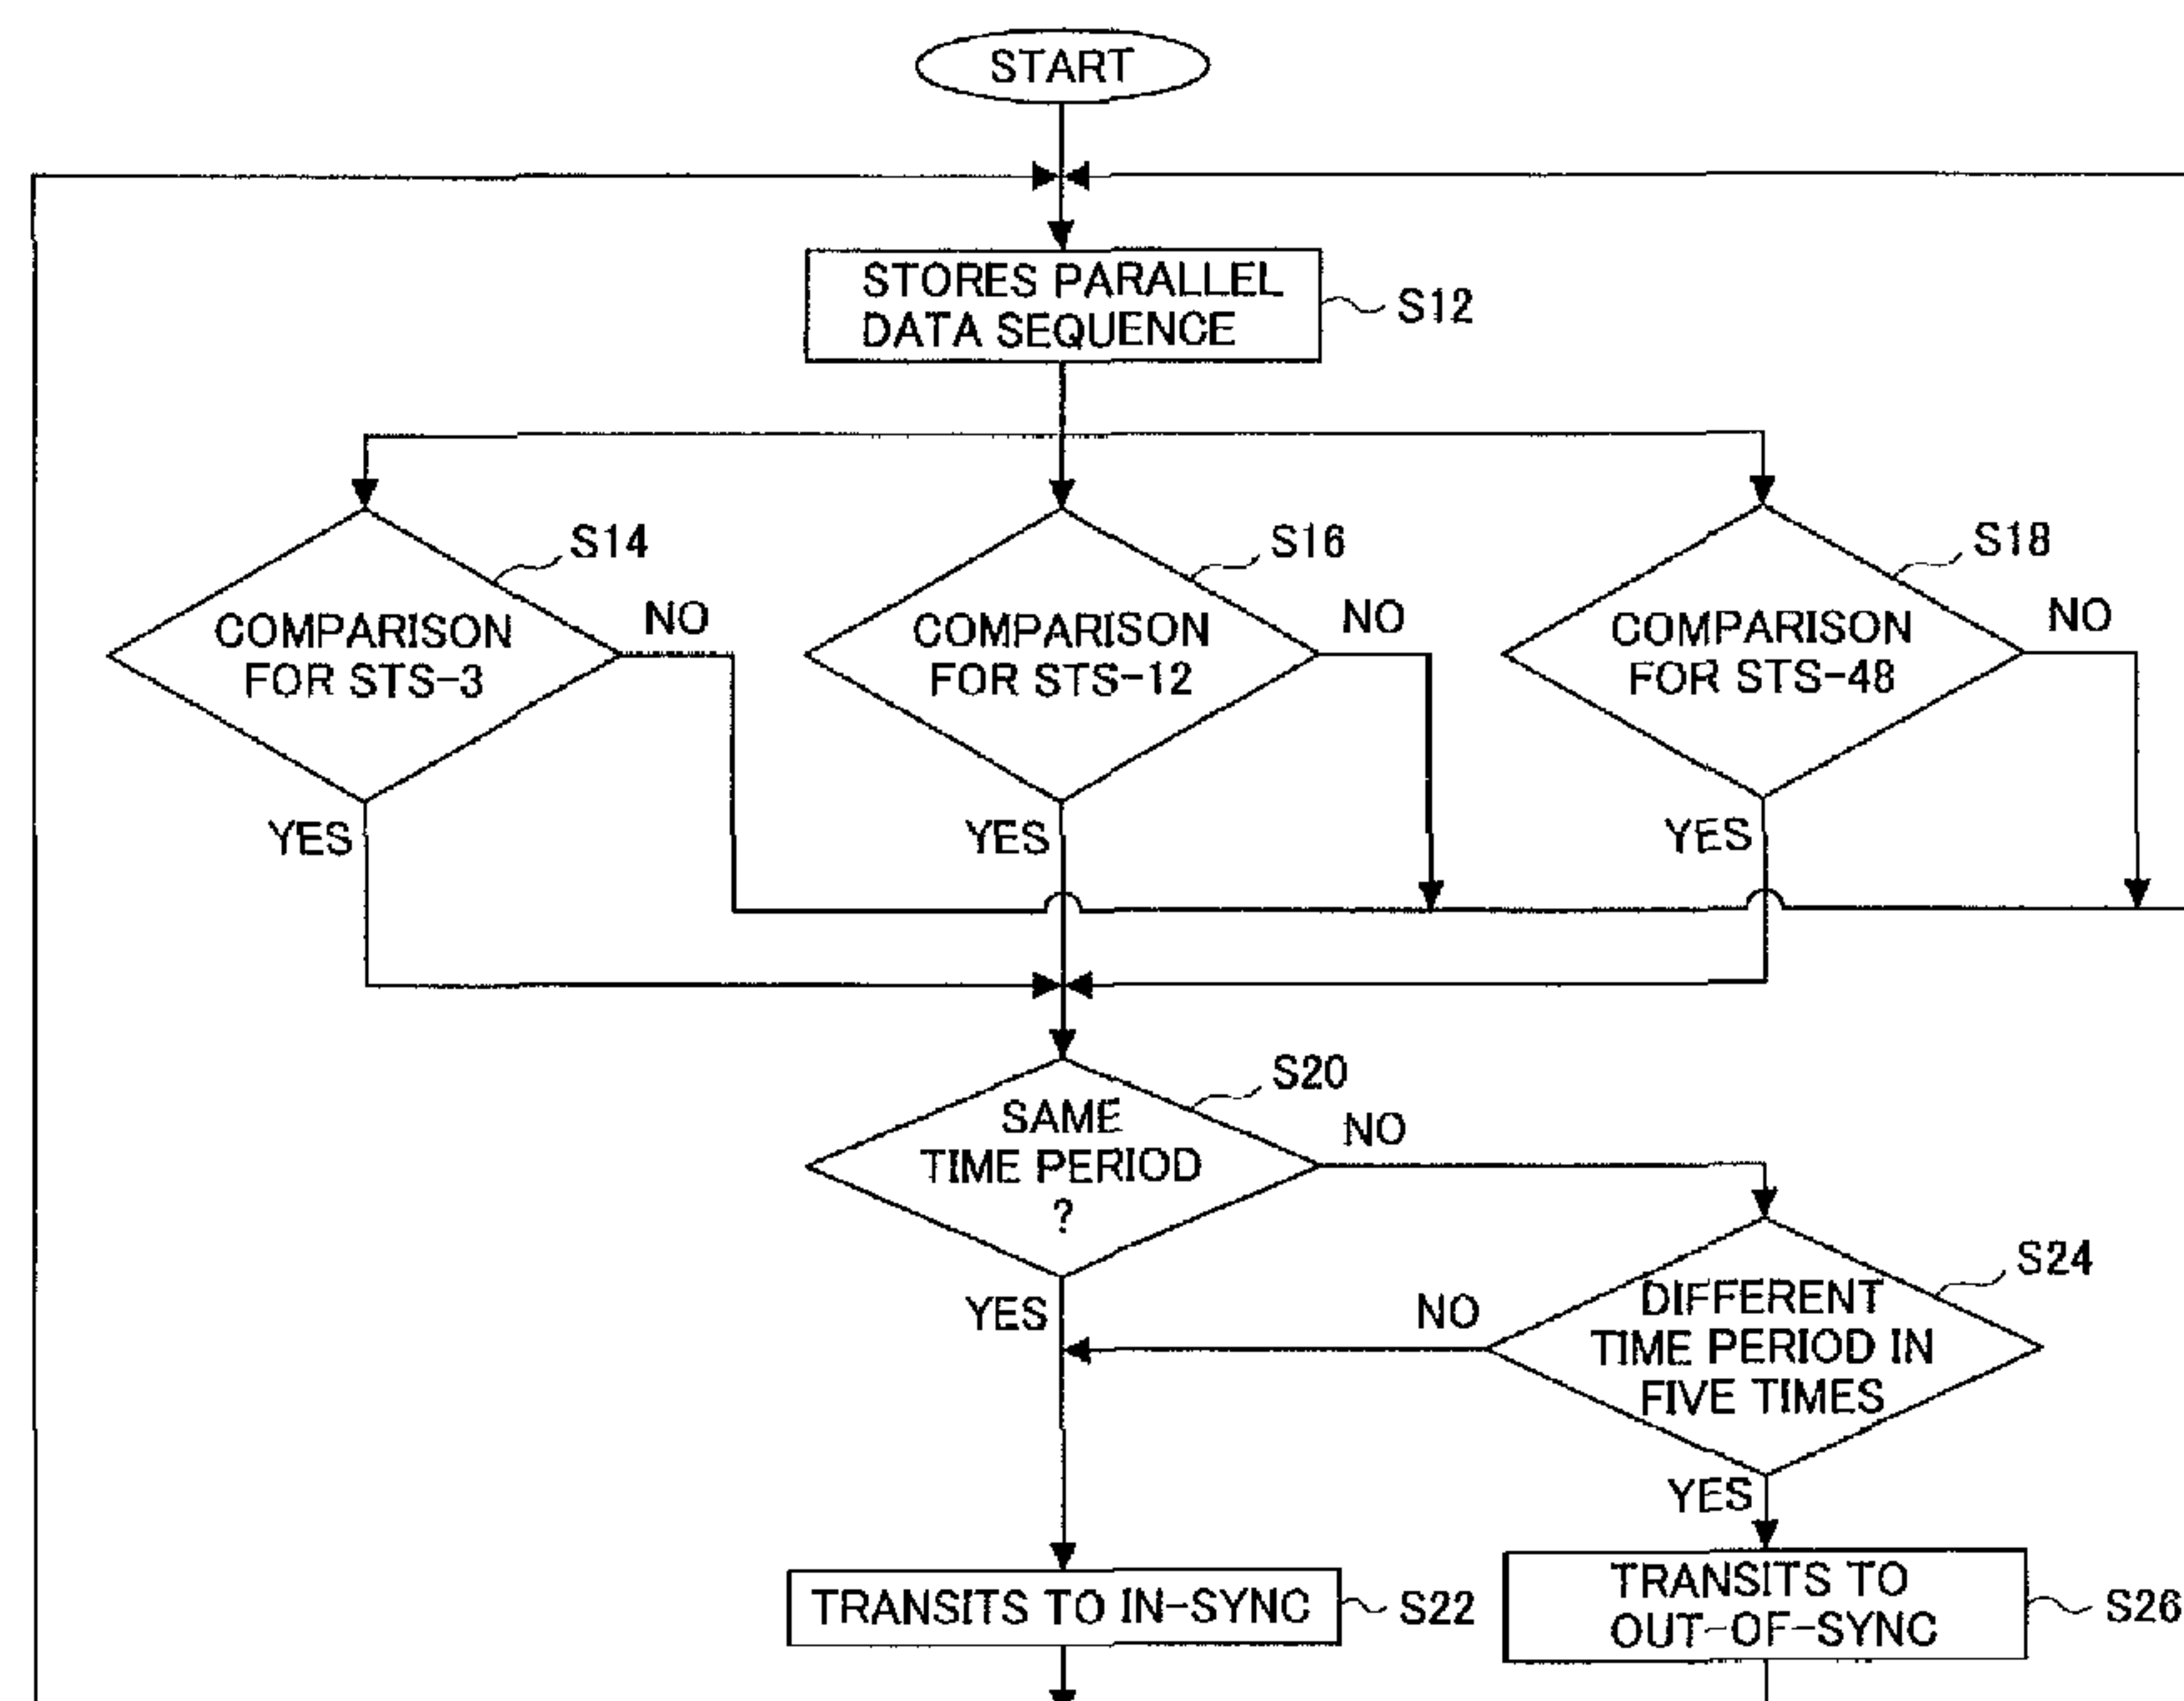 START
STORES PARALLEL
DATA SEQUENCE
S12
S14
S16
S18
COMPARISON
FOR STS-3
NO
COMPARISON
FOR STS-12
NO
COMPARISON
FOR STS-48
NO
YES
YES
YES
S20
SAME
TIME PERIOD
?
NO
YES
S24
DIFFERENT
TIME PERIOD IN
FIVE TIMES
NO
YES
TRANSITS TO IN-SYNC
S22
TRANSITS TO
OUT-OF-SYNC
S26